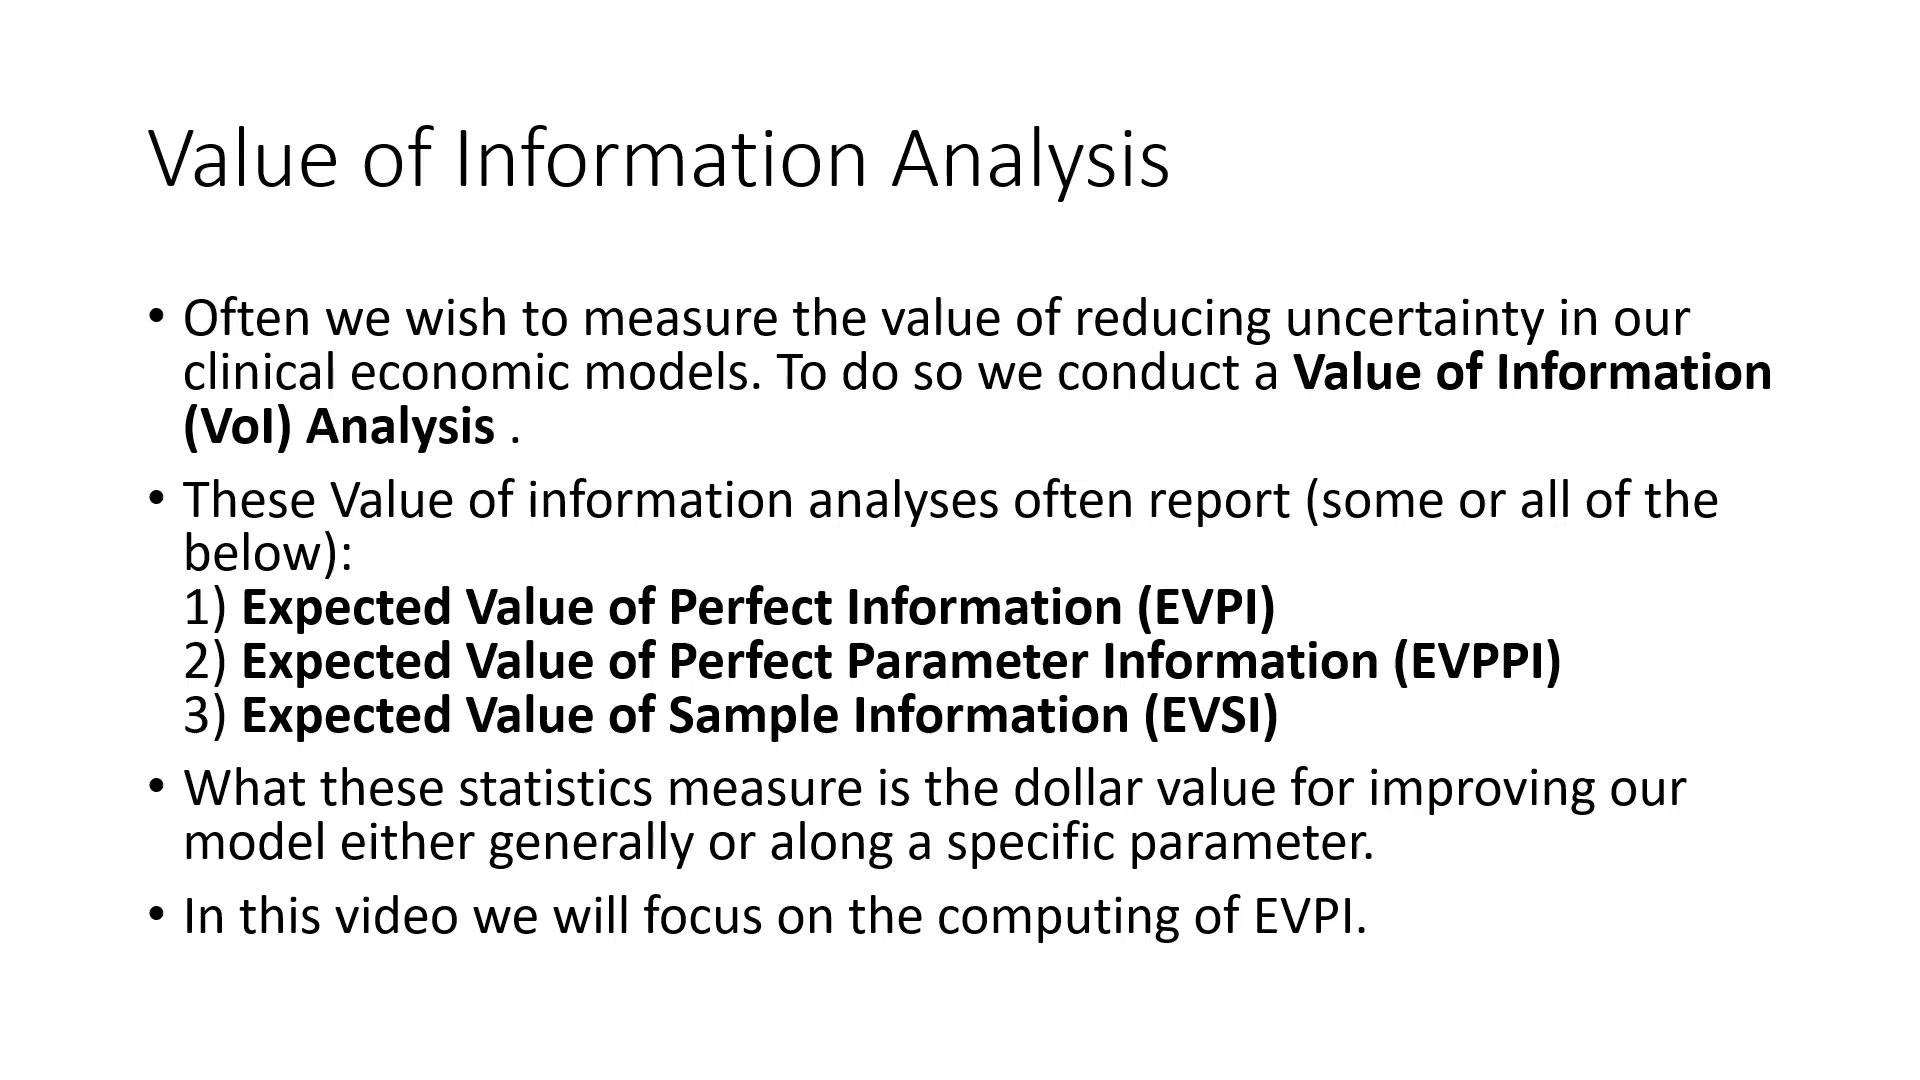 Value of Information Analysis
• Often we wish to measure the value of reducing uncertainty in our
clinical economic models. To do so we conduct a Value of Information
(VoI) Analysis .
• These Value of information analyses often report (some or all of the
below):
1) Expected Value of Perfect Information (EVPI)
2) Expected Value of Perfect Parameter Information (EVPPI)
3) Expected Value of Sample Information (EVSI)
• What these statistics measure is the dollar value for improving our
model either generally or along a specific parameter.
• In this video we will focus on the computing of EVPI.